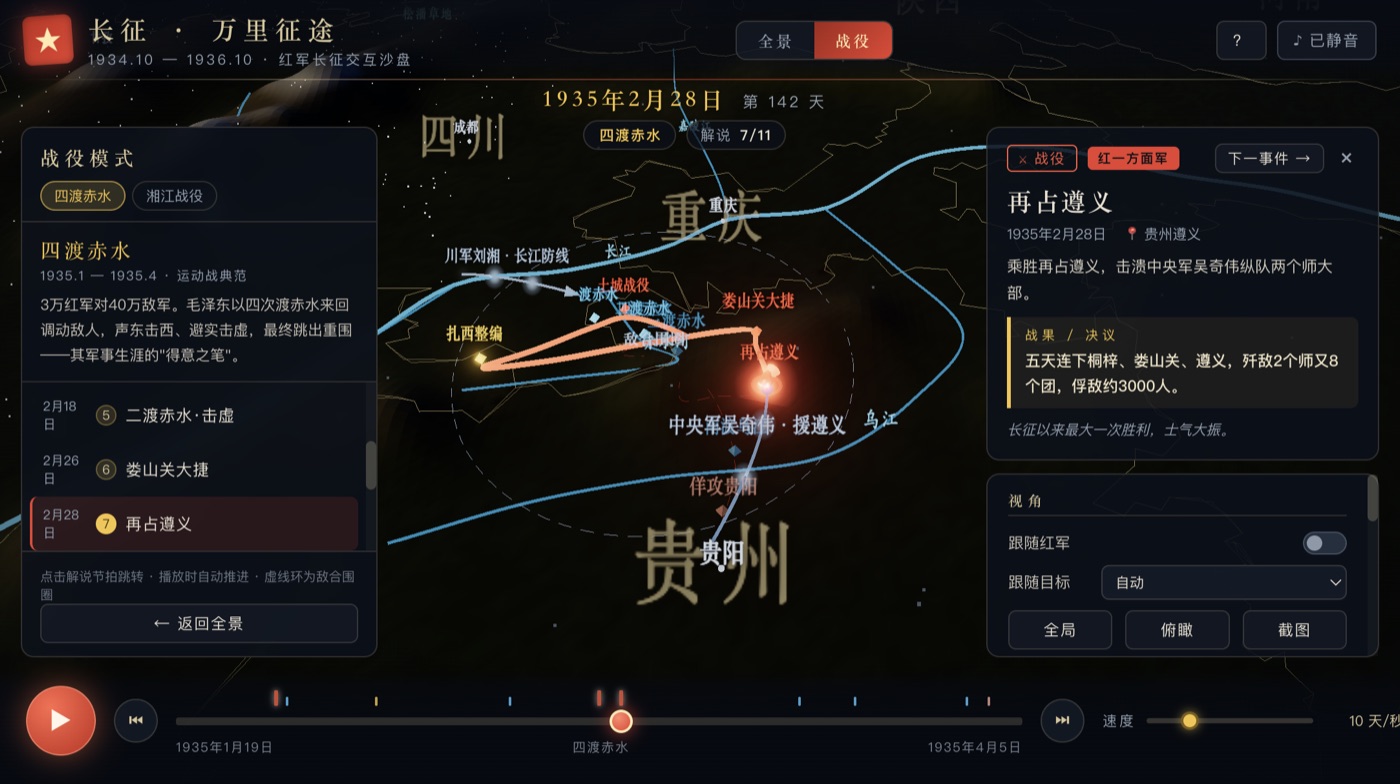 松潘草地
陕西
河南
长征 · 万里征途
1934.10 — 1936.10 · 红军长征交互沙盘
全景
战役
?
♪ 已静音
1935年2月28日 第 142 天
四渡赤水
解说 7/11
战役模式
四渡赤水
湘江战役
四渡赤水
1935.1 — 1935.4 · 运动战典范
3万红军对40万敌军。毛泽东以四次渡赤水来回
调动敌人，声东击西、避实击虚，最终跳出重围
——其军事生涯的"得意之笔"。
2月18日
5
二渡赤水·击虚
2月26日
6
娄山关大捷
2月28日
7
再占遵义
点击解说节拍跳转 · 播放时自动推进 · 虚线环为敌合围圈
← 返回全景
四川
成都
重庆
重庆
川军刘湘 · 长江防线
长江
土城战役
渡赤水
渡赤水
渡赤水
娄山关大捷
扎西整编
再占遵义
中央军吴奇伟 · 援遵义
乌江
佯攻贵阳
贵州
贵阳
⚔ 战役
红一方面军
下一事件 →
×
再占遵义
1935年2月28日 📍 贵州遵义
乘胜再占遵义，击溃中央军吴奇伟纵队两个师大
部。
战果 / 决议
五天连下桐梓、娄山关、遵义，歼敌2个师又8
个团，俘敌约3000人。
长征以来最大一次胜利，士气大振。
视角
跟随红军
跟随目标
自动
全局
俯瞰
截图
1935年1月19日
四渡赤水
1935年4月5日
速度
10 天/秒